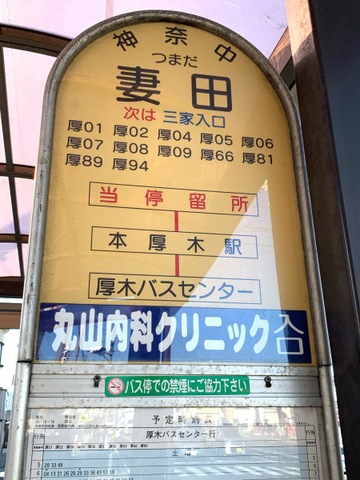 神奈中
つまだ
妻田
次は 三家入口
厚01 厚02 厚04 厚05 厚06
厚07 厚08 厚09 厚66 厚81
厚89 厚94
当停留所
本厚木駅
厚木バスセンター
丸山内科クリニック入口
バス停での禁煙にご協力下さい
予定時刻表
厚木バスセンター行